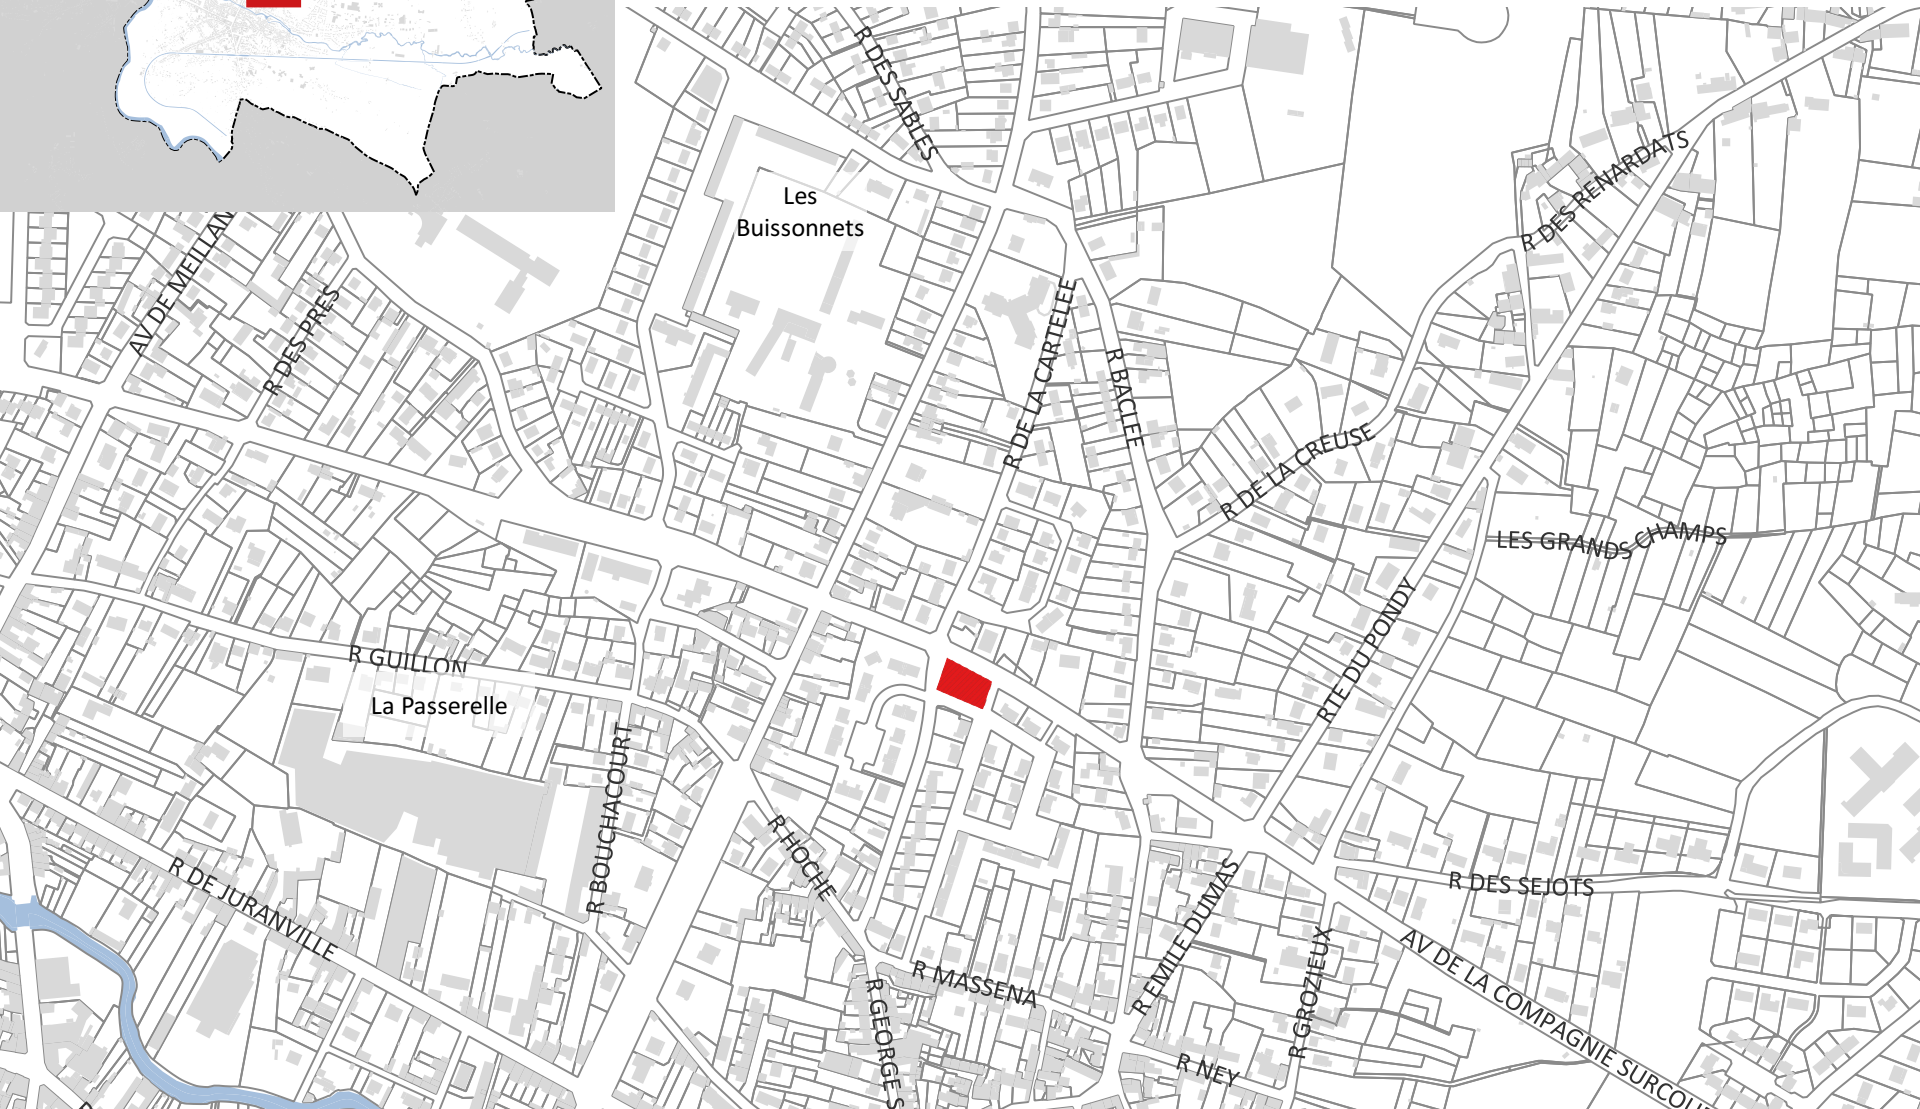 R DES SABLES
R DES RENARDATS
Les
Buissonnets
AV DE MEILLAN
R DES PRES
R DE LA CARTELEE
R BACLEE
R DE LA CREUSE
LES GRANDS CHAMPS
RTE DU PONDY
R GUILLON
La Passerelle
R BOUCHACOURT
R HOCHE
R DE JURANVILLE
R DES SEJOTS
R EMILE DUMAS
R MASSENA
R GROZIEUX
AV DE LA COMPAGNIE SURCOU
R GEORGE S
R NEY